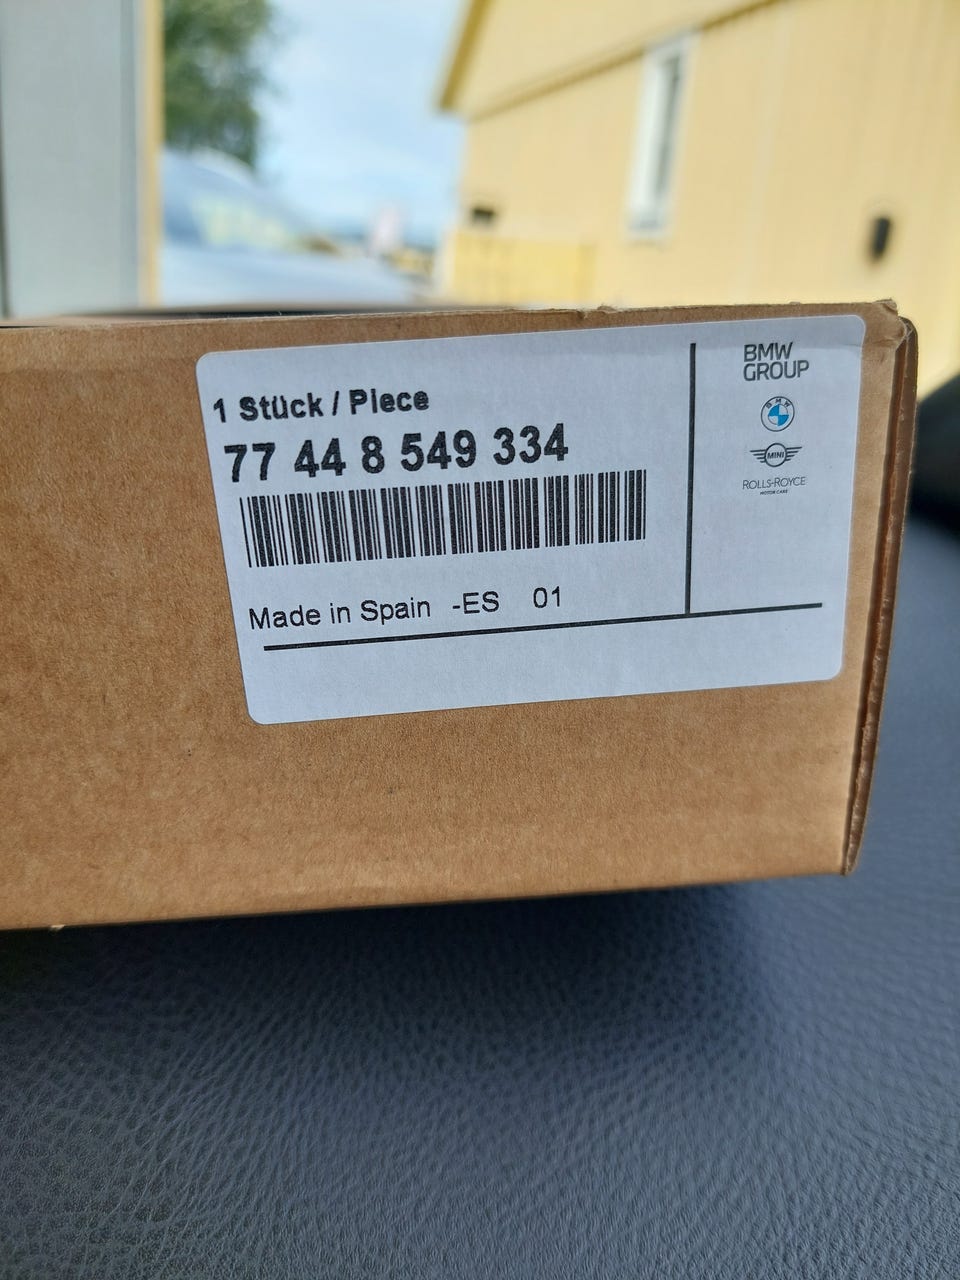 1 Stück / Piece
77 44 8 549 334
Made in Spain -ES 01
BMW
GROUP
BMW
MINI
ROLLS-ROYCE
MOTOR CARS